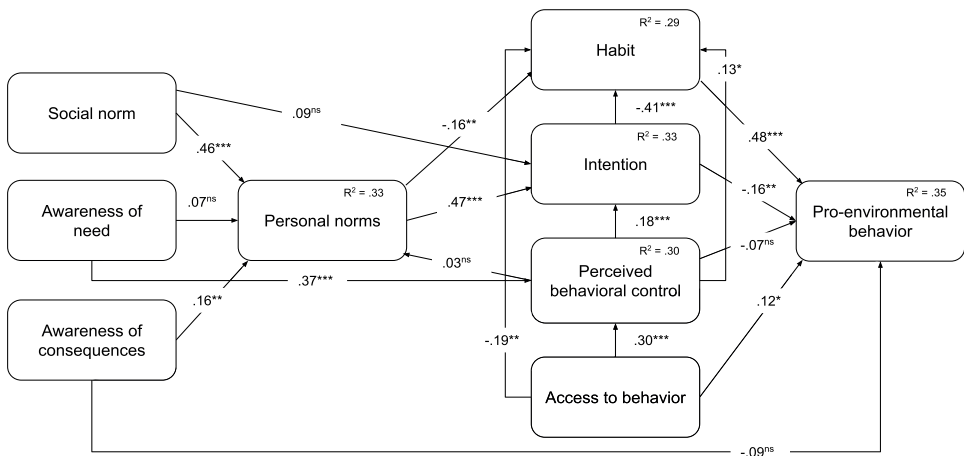 R² = .29
Habit
.13*
Social norm
.09ns
-.16**
-.41***
R² = .33
Intention
.48***
.46***
R² = .33
Personal norms
.47***
-.16**
R² = .35
Pro-environmental
behavior
Awareness of
need
.07ns
.18***
R² = .30
Perceived
behavioral control
-.07ns
.03ns
.37***
.16**
.12*
Awareness of
consequences
-.19**
.30***
Access to behavior
-.09ns